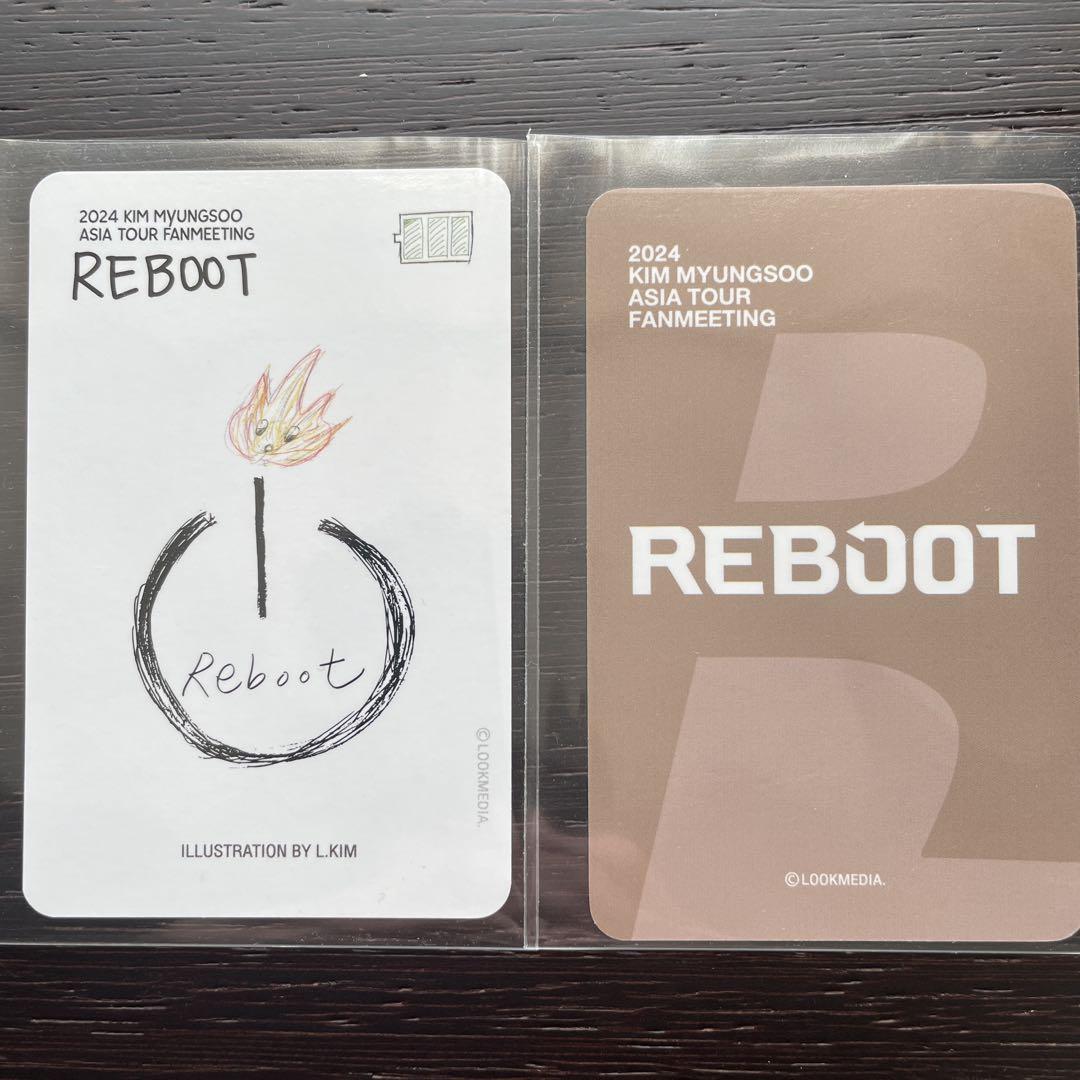 2024 KIM MYUNGSOO
ASIA TOUR FANMEETING
REBOOT
Reboot
©LOOKMEDIA.
ILLUSTRATION BY L.KIM
2024
KIM MYUNGSOO
ASIA TOUR
FANMEETING
REBOOT
©LOOKMEDIA.